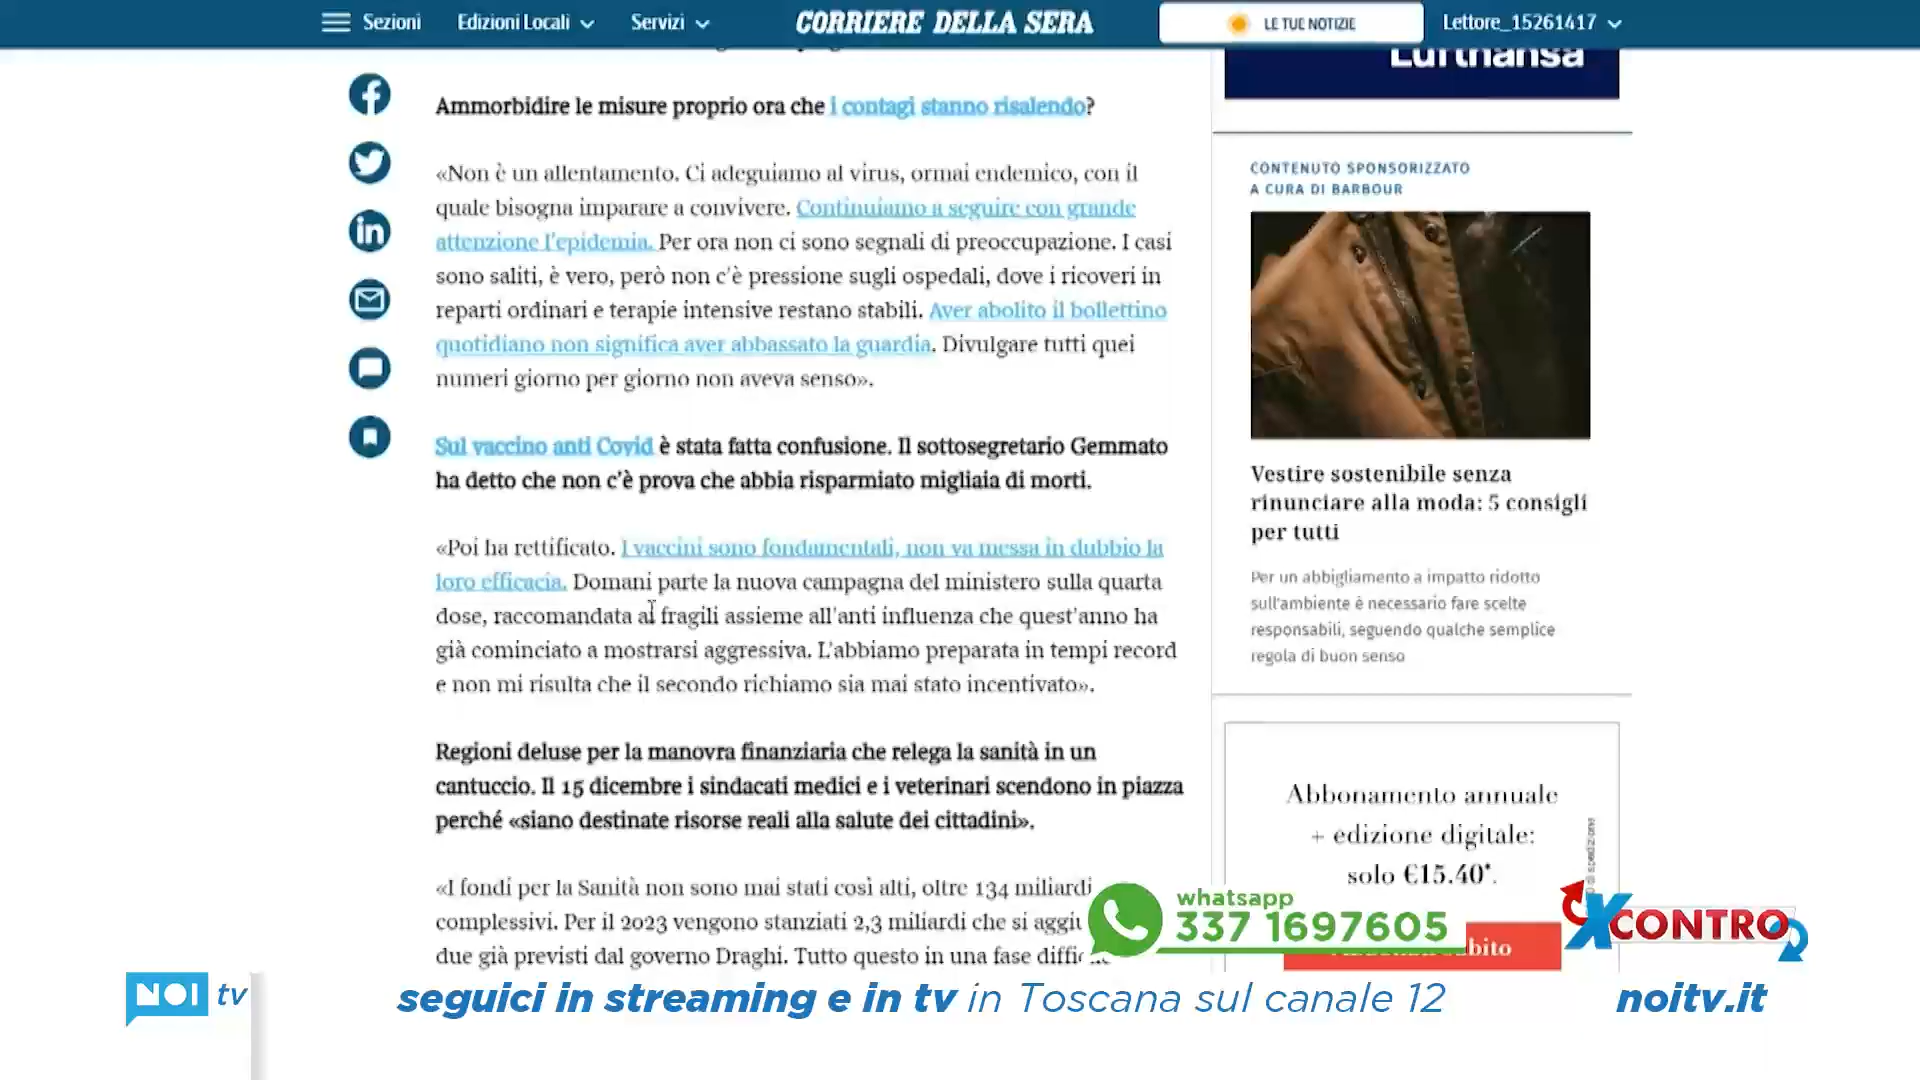 Sezioni
Edizioni Locali
Servizi
CORRIERE DELLA SERA
LE TUE NOTIZIE
Lettore_15261417
Lufthansa
Ammorbidire le misure proprio ora che i contagi stanno risalendo?
«Non è un allentamento. Ci adeguiamo al virus, ormai endemico, con il
quale bisogna imparare a convivere. Continuiamo a seguire con grande
attenzione l'epidemia. Per ora non ci sono segnali di preoccupazione. I casi
sono saliti, è vero, però non c'è pressione sugli ospedali, dove i ricoveri in
reparti ordinari e terapie intensive restano stabili. Aver abolito il bollettino
quotidiano non significa aver abbassato la guardia. Divulgare tutti quei
numeri giorno per giorno non aveva senso».
Sul vaccino anti Covid è stata fatta confusione. Il sottosegretario Gemmato
ha detto che non c'è prova che abbia risparmiato migliaia di morti.
«Poi ha rettificato. I vaccini sono fondamentali, non va messa in dubbio la
loro efficacia. Domani parte la nuova campagna del ministero sulla quarta
dose, raccomandata ai fragili assieme all'anti influenza che quest'anno ha
già cominciato a mostrarsi aggressiva. L'abbiamo preparata in tempi record
e non mi risulta che il secondo richiamo sia mai stato incentivato».
Regioni deluse per la manovra finanziaria che relega la sanità in un
cantuccio. Il 15 dicembre i sindacati medici e i veterinari scendono in piazza
perché «siano destinate risorse reali alla salute dei cittadini».
«I fondi per la Sanità non sono mai stati così alti, oltre 134 miliardi
complessivi. Per il 2023 vengono stanziati 2,3 miliardi che si aggiu
due già previsti dal governo Draghi. Tutto questo in una fase diffic
CONTENUTO SPONSORIZZATO
A CURA DI BARBOUR
Vestire sostenibile senza
rinunciare alla moda: 5 consigli
per tutti
Per un abbigliamento a impatto ridotto
sull'ambiente è necessario fare scelte
responsabili, seguendo qualche semplice
regola di buon senso
Abbonamento annuale
+ edizione digitale:
solo €15.40*.
di spedizione
bito
whatsapp
337 1697605
XCONTRO
NOI tv
seguici in streaming e in tv in Toscana sul canale 12
noitv.it